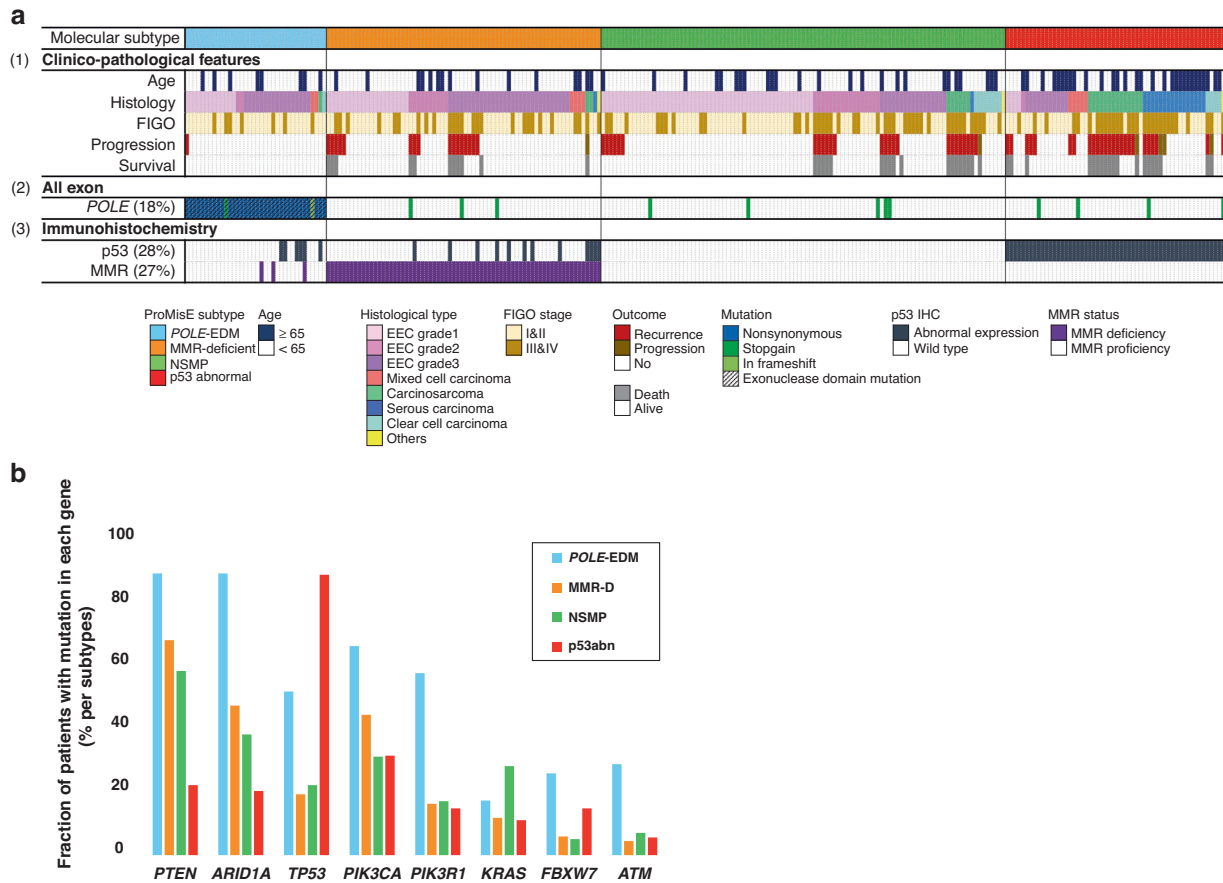 a
Molecular subtype
(1) Clinico-pathological features
Age
Histology
FIGO
Progression
Survival
(2) All exon
POLE (18%)
(3) Immunohistochemistry
p53 (28%)
MMR (27%)
ProMisE subtype
POLE-EDM
MMR-deficient
NSMP
p53 abnormal
Age
≥ 65
< 65
Histological type
EEC grade1
EEC grade2
EEC grade3
Mixed cell carcinoma
Carcinosarcoma
Serous carcinoma
Clear cell carcinoma
Others
FIGO stage
I&II
III&IV
Outcome
Recurrence
Progression
No
Death
Alive
Mutation
Nonsynonymous
Stopgain
In frameshift
Exonuclease domain mutation
p53 IHC
Abnormal expression
Wild type
MMR status
MMR deficiency
MMR proficiency
b
Fraction of patients with mutation in each gene
(% per subtypes)
100
80
60
40
20
0
POLE-EDM
MMR-D
NSMP
p53abn
PTEN ARID1A TP53 PIK3CA PIK3R1 KRAS FBXW7 ATM